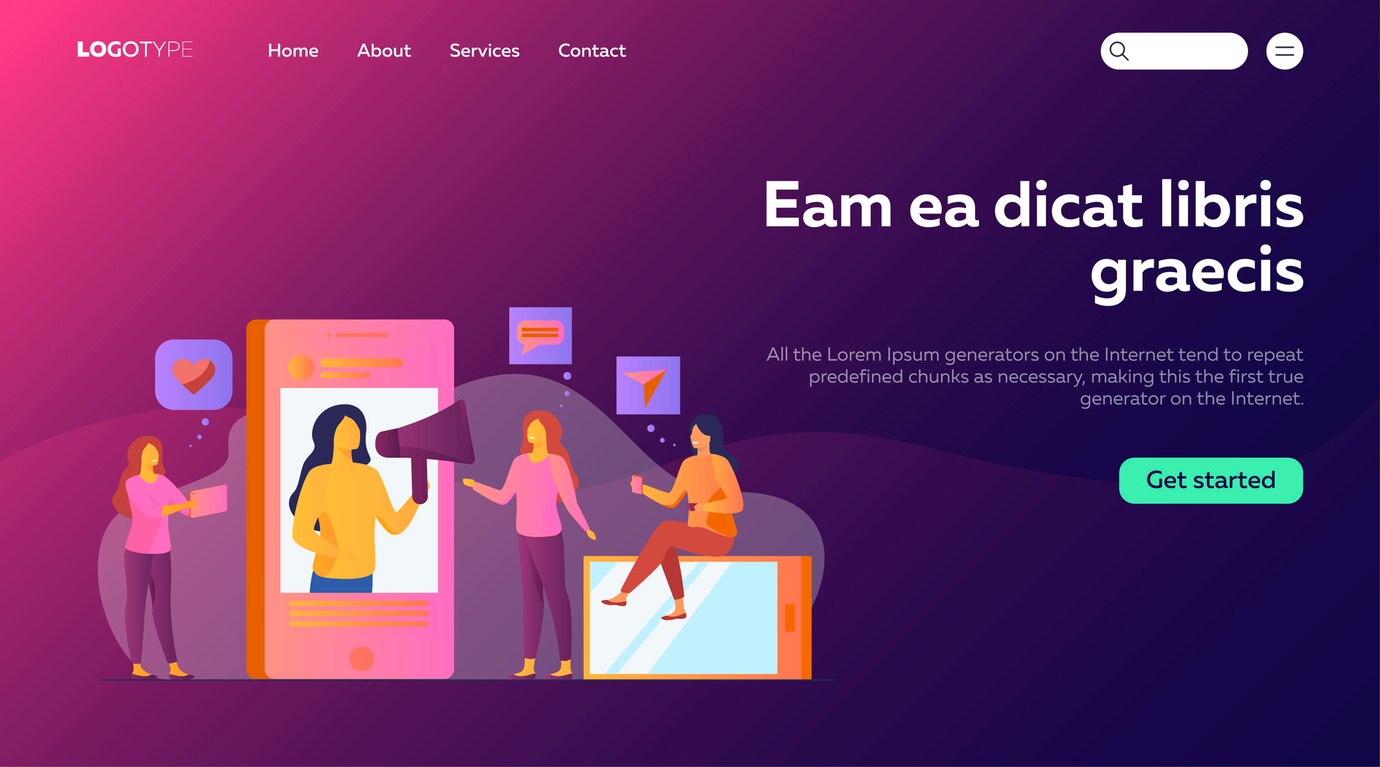 LOGOTYPE
Home About Services Contact
Eam ea dicat libris
graecis
All the Lorem Ipsum generators on the Internet tend to repeat
predefined chunks as necessary, making this the first true
generator on the Internet.
Get started